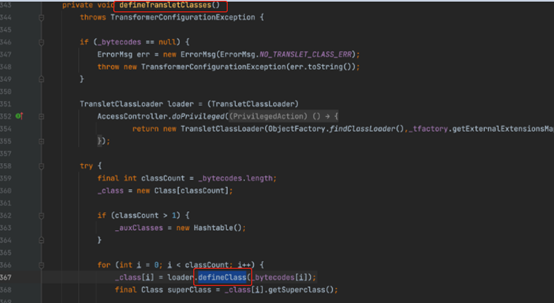 343 private void defineTransletClasses()
344 throws TransformerConfigurationException {
345
346 if (_bytecodes == null) {
347 ErrorMsg err = new ErrorMsg(ErrorMsg.NO_TRANSLET_CLASS_ERR);
348 throw new TransformerConfigurationException(err.toString());
349 }
350
351 TransletClassLoader loader = (TransletClassLoader)
352 AccessController.doPrivileged((PrivilegedAction) () → {
354 return new TransletClassLoader(ObjectFactory.findClassLoader(),_tfactory.getExternalExtensionsMa
355 });
357
358 try {
359 final int classCount = _bytecodes.length;
360 _class = new Class[classCount];
361
362 if (classCount > 1) {
363 _auxClasses = new Hashtable();
364 }
365
366 for (int i = 0; i < classCount; i++) {
367 _class[i] = loader.defineClass(_bytecodes[i]);
368 final Class superClass = _class[i].getSuperclass();